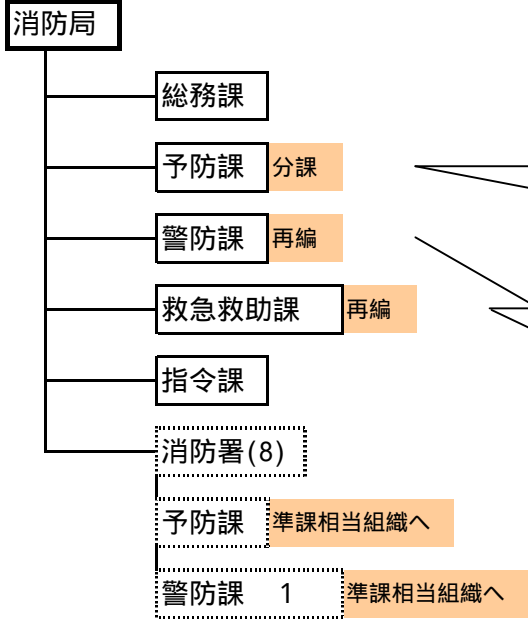 消防局
総務課
予防課 分課
警防課 再編
救急救助課 再編
指令課
消防署(8)
予防課 準課相当組織へ
警防課 1 準課相当組織へ